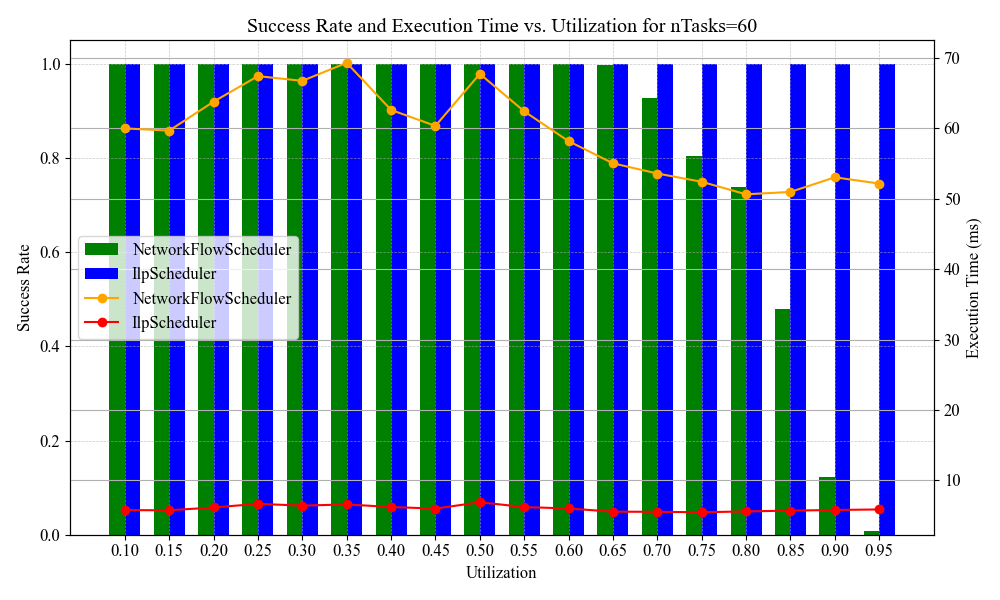 Success Rate and Execution Time vs. Utilization for nTasks=60
1.0
0.8
0.6
0.4
0.2
0.0
Success Rate
70
60
50
40
30
20
10
Execution Time (ms)
NetworkFlowScheduler
IlpScheduler
NetworkFlowScheduler
IlpScheduler
0.10 0.15 0.20 0.25 0.30 0.35 0.40 0.45 0.50 0.55 0.60 0.65 0.70 0.75 0.80 0.85 0.90 0.95
Utilization